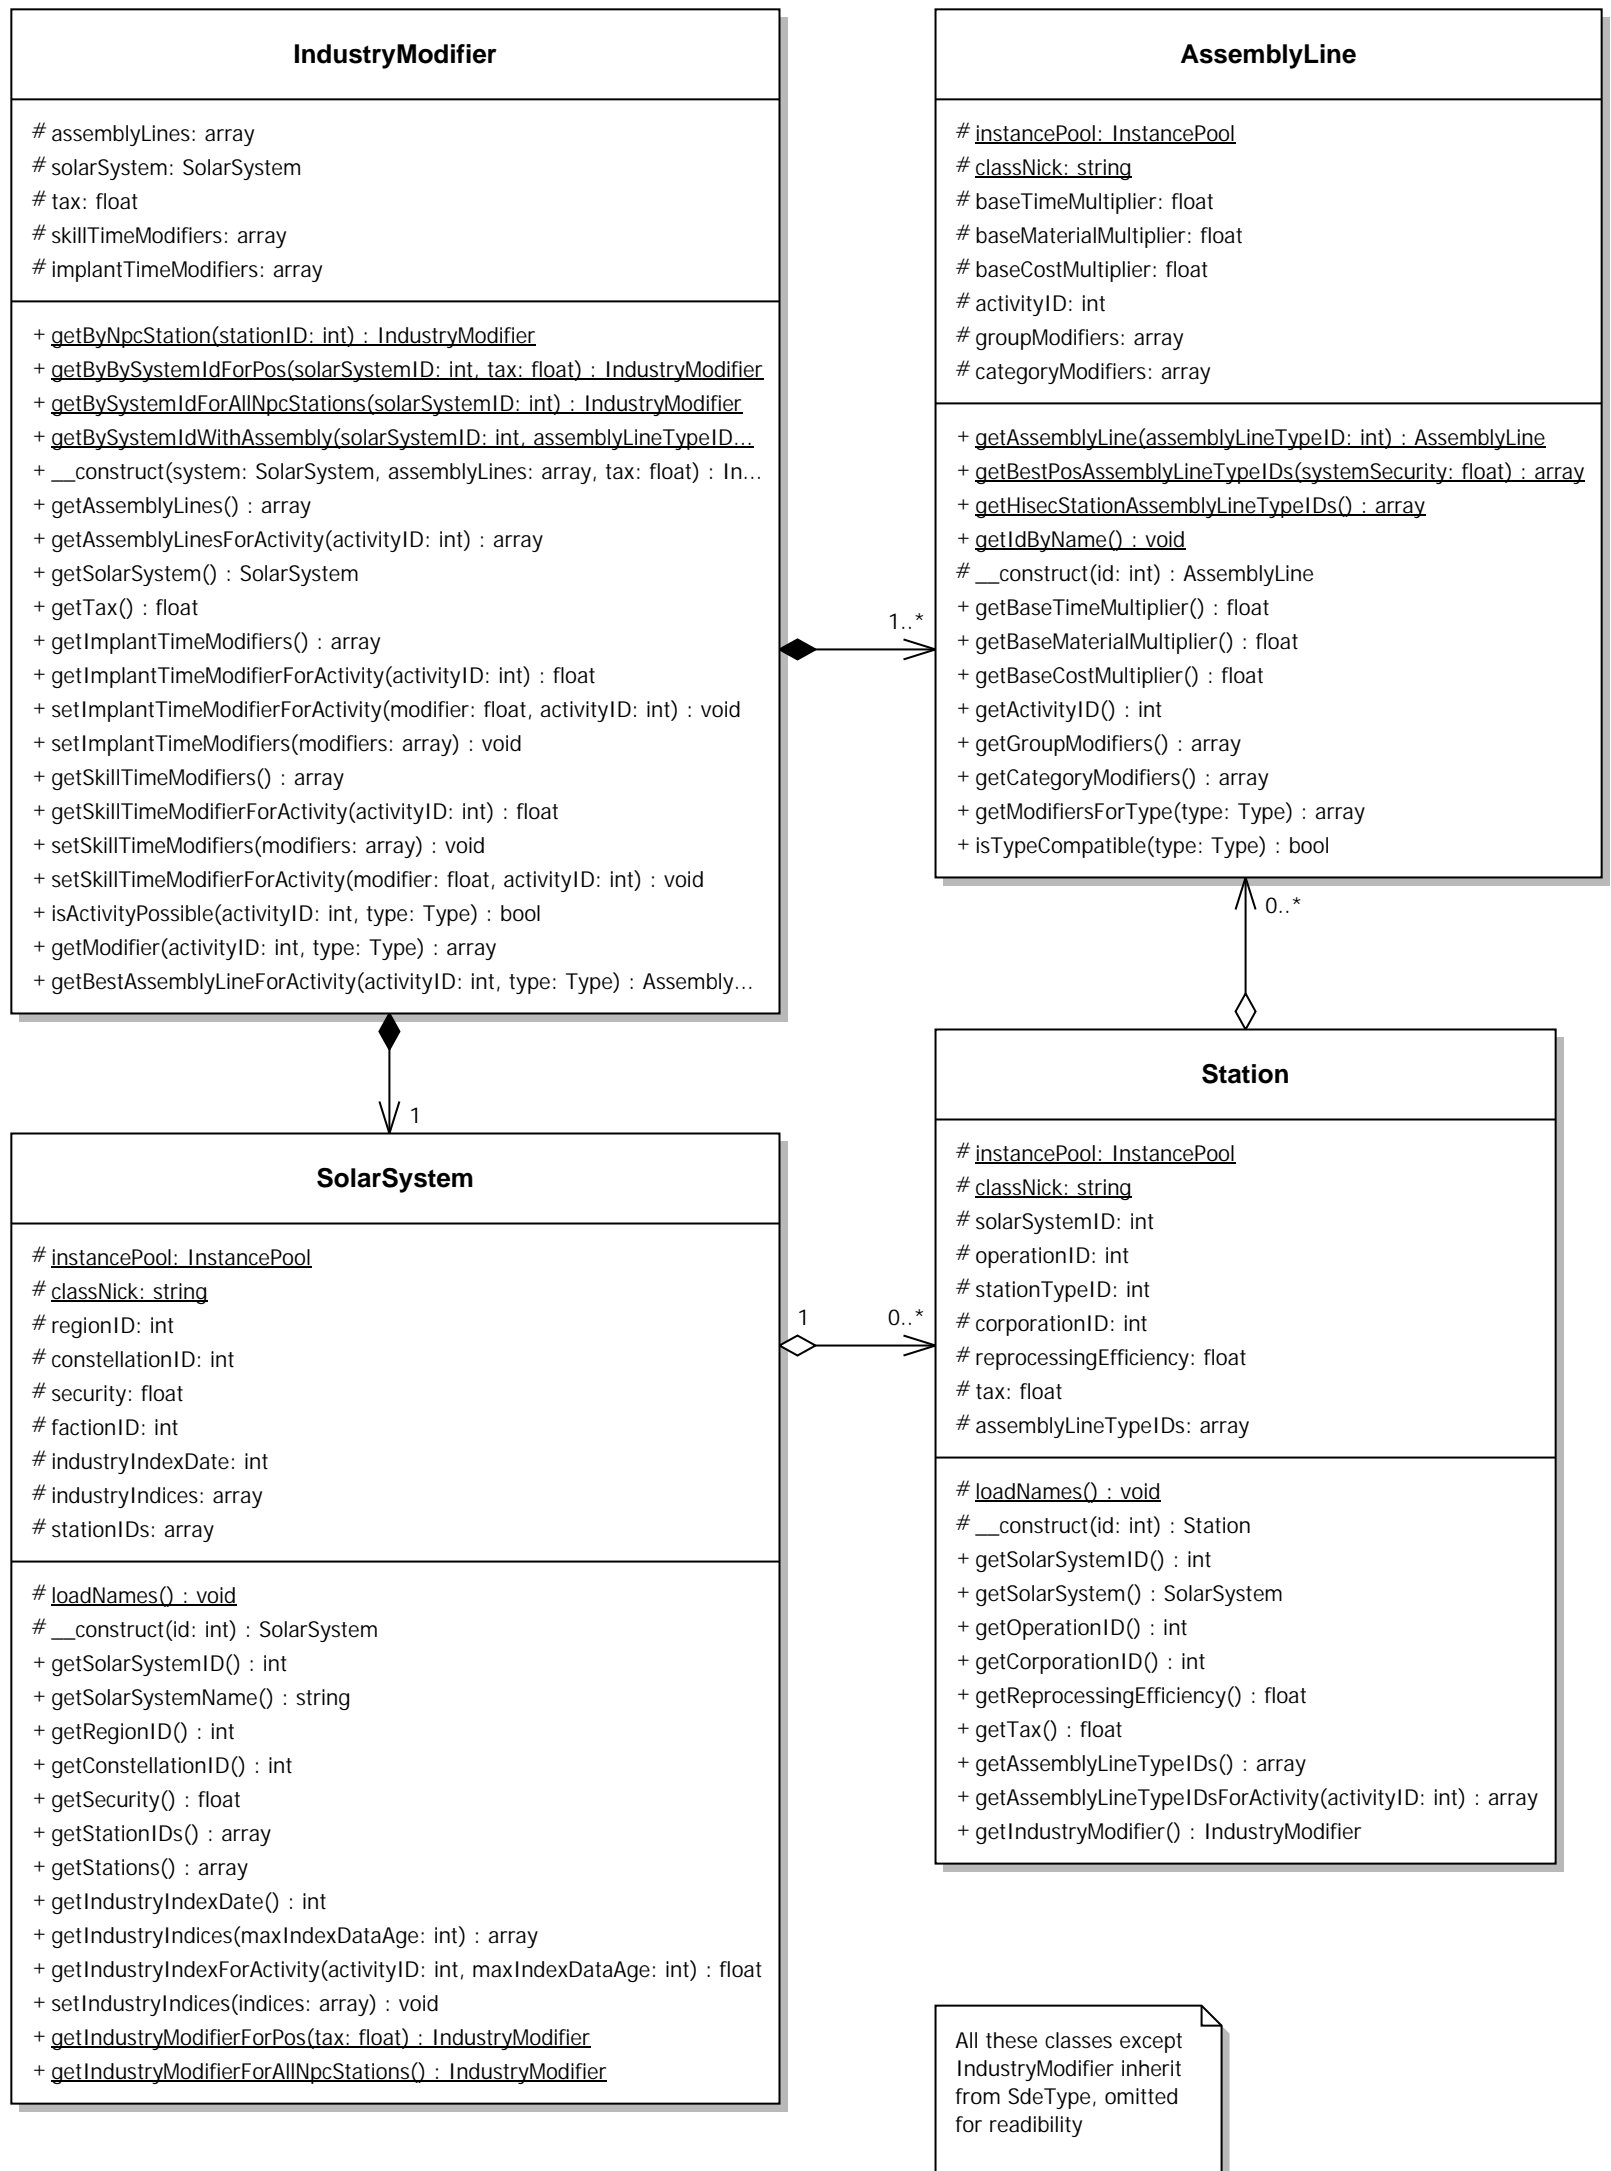 IndustryModifier
# assemblyLines: array
# solarSystem: SolarSystem
# tax: float
# skillTimeModifiers: array
# implantTimeModifiers: array
+ getByNpcStation(stationID: int) : IndustryModifier
+ getByBySystemIdForPos(solarSystemID: int, tax: float) : IndustryModifier
+ getBySystemIdForAllNpcStations(solarSystemID: int) : IndustryModifier
+ getBySystemIdWithAssembly(solarSystemID: int, assemblyLineTypeID...
+ __construct(system: SolarSystem, assemblyLines: array, tax: float) : In...
+ getAssemblyLines() : array
+ getAssemblyLinesForActivity(activityID: int) : array
+ getSolarSystem() : SolarSystem
+ getTax() : float
+ getImplantTimeModifiers() : array
+ getImplantTimeModifierForActivity(activityID: int) : float
+ setImplantTimeModifierForActivity(modifier: float, activityID: int) : void
+ setImplantTimeModifiers(modifiers: array) : void
+ getSkillTimeModifiers() : array
+ getSkillTimeModifierForActivity(activityID: int) : float
+ setSkillTimeModifiers(modifiers: array) : void
+ setSkillTimeModifierForActivity(modifier: float, activityID: int) : void
+ isActivityPossible(activityID: int, type: Type) : bool
+ getModifier(activityID: int, type: Type) : array
+ getBestAssemblyLineForActivity(activityID: int, type: Type) : Assembly...
1..*
AssemblyLine
# instancePool: InstancePool
# classNick: string
# baseTimeMultiplier: float
# baseMaterialMultiplier: float
# baseCostMultiplier: float
# activityID: int
# groupModifiers: array
# categoryModifiers: array
+ getAssemblyLine(assemblyLineTypeID: int) : AssemblyLine
+ getBestPosAssemblyLineTypeIDs(systemSecurity: float) : array
+ getHisecStationAssemblyLineTypeIDs() : array
+ getIdByName() : void
# __construct(id: int) : AssemblyLine
+ getBaseTimeMultiplier() : float
+ getBaseMaterialMultiplier() : float
+ getBaseCostMultiplier() : float
+ getActivityID() : int
+ getGroupModifiers() : array
+ getCategoryModifiers() : array
+ getModifiersForType(type: Type) : array
+ isTypeCompatible(type: Type) : bool
0..*
1
SolarSystem
# instancePool: InstancePool
# classNick: string
# regionID: int
# constellationID: int
# security: float
# factionID: int
# industryIndexDate: int
# industryIndices: array
# stationIDs: array
# loadNames() : void
# __construct(id: int) : SolarSystem
+ getSolarSystemID() : int
+ getSolarSystemName() : string
+ getRegionID() : int
+ getConstellationID() : int
+ getSecurity() : float
+ getStationIDs() : array
+ getStations() : array
+ getIndustryIndexDate() : int
+ getIndustryIndices(maxIndexDataAge: int) : array
+ getIndustryIndexForActivity(activityID: int, maxIndexDataAge: int) : float
+ setIndustryIndices(indices: array) : void
+ getIndustryModifierForPos(tax: float) : IndustryModifier
+ getIndustryModifierForAllNpcStations() : IndustryModifier
1 0..*
Station
# instancePool: InstancePool
# classNick: string
# solarSystemID: int
# operationID: int
# stationTypeID: int
# corporationID: int
# reprocessingEfficiency: float
# tax: float
# assemblyLineTypeIDs: array
# loadNames() : void
# __construct(id: int) : Station
+ getSolarSystemID() : int
+ getSolarSystem() : SolarSystem
+ getOperationID() : int
+ getCorporationID() : int
+ getReprocessingEfficiency() : float
+ getTax() : float
+ getAssemblyLineTypeIDs() : array
+ getAssemblyLineTypeIDsForActivity(activityID: int) : array
+ getIndustryModifier() : IndustryModifier
All these classes except
IndustryModifier inherit
from SdeType, omitted
for readibility